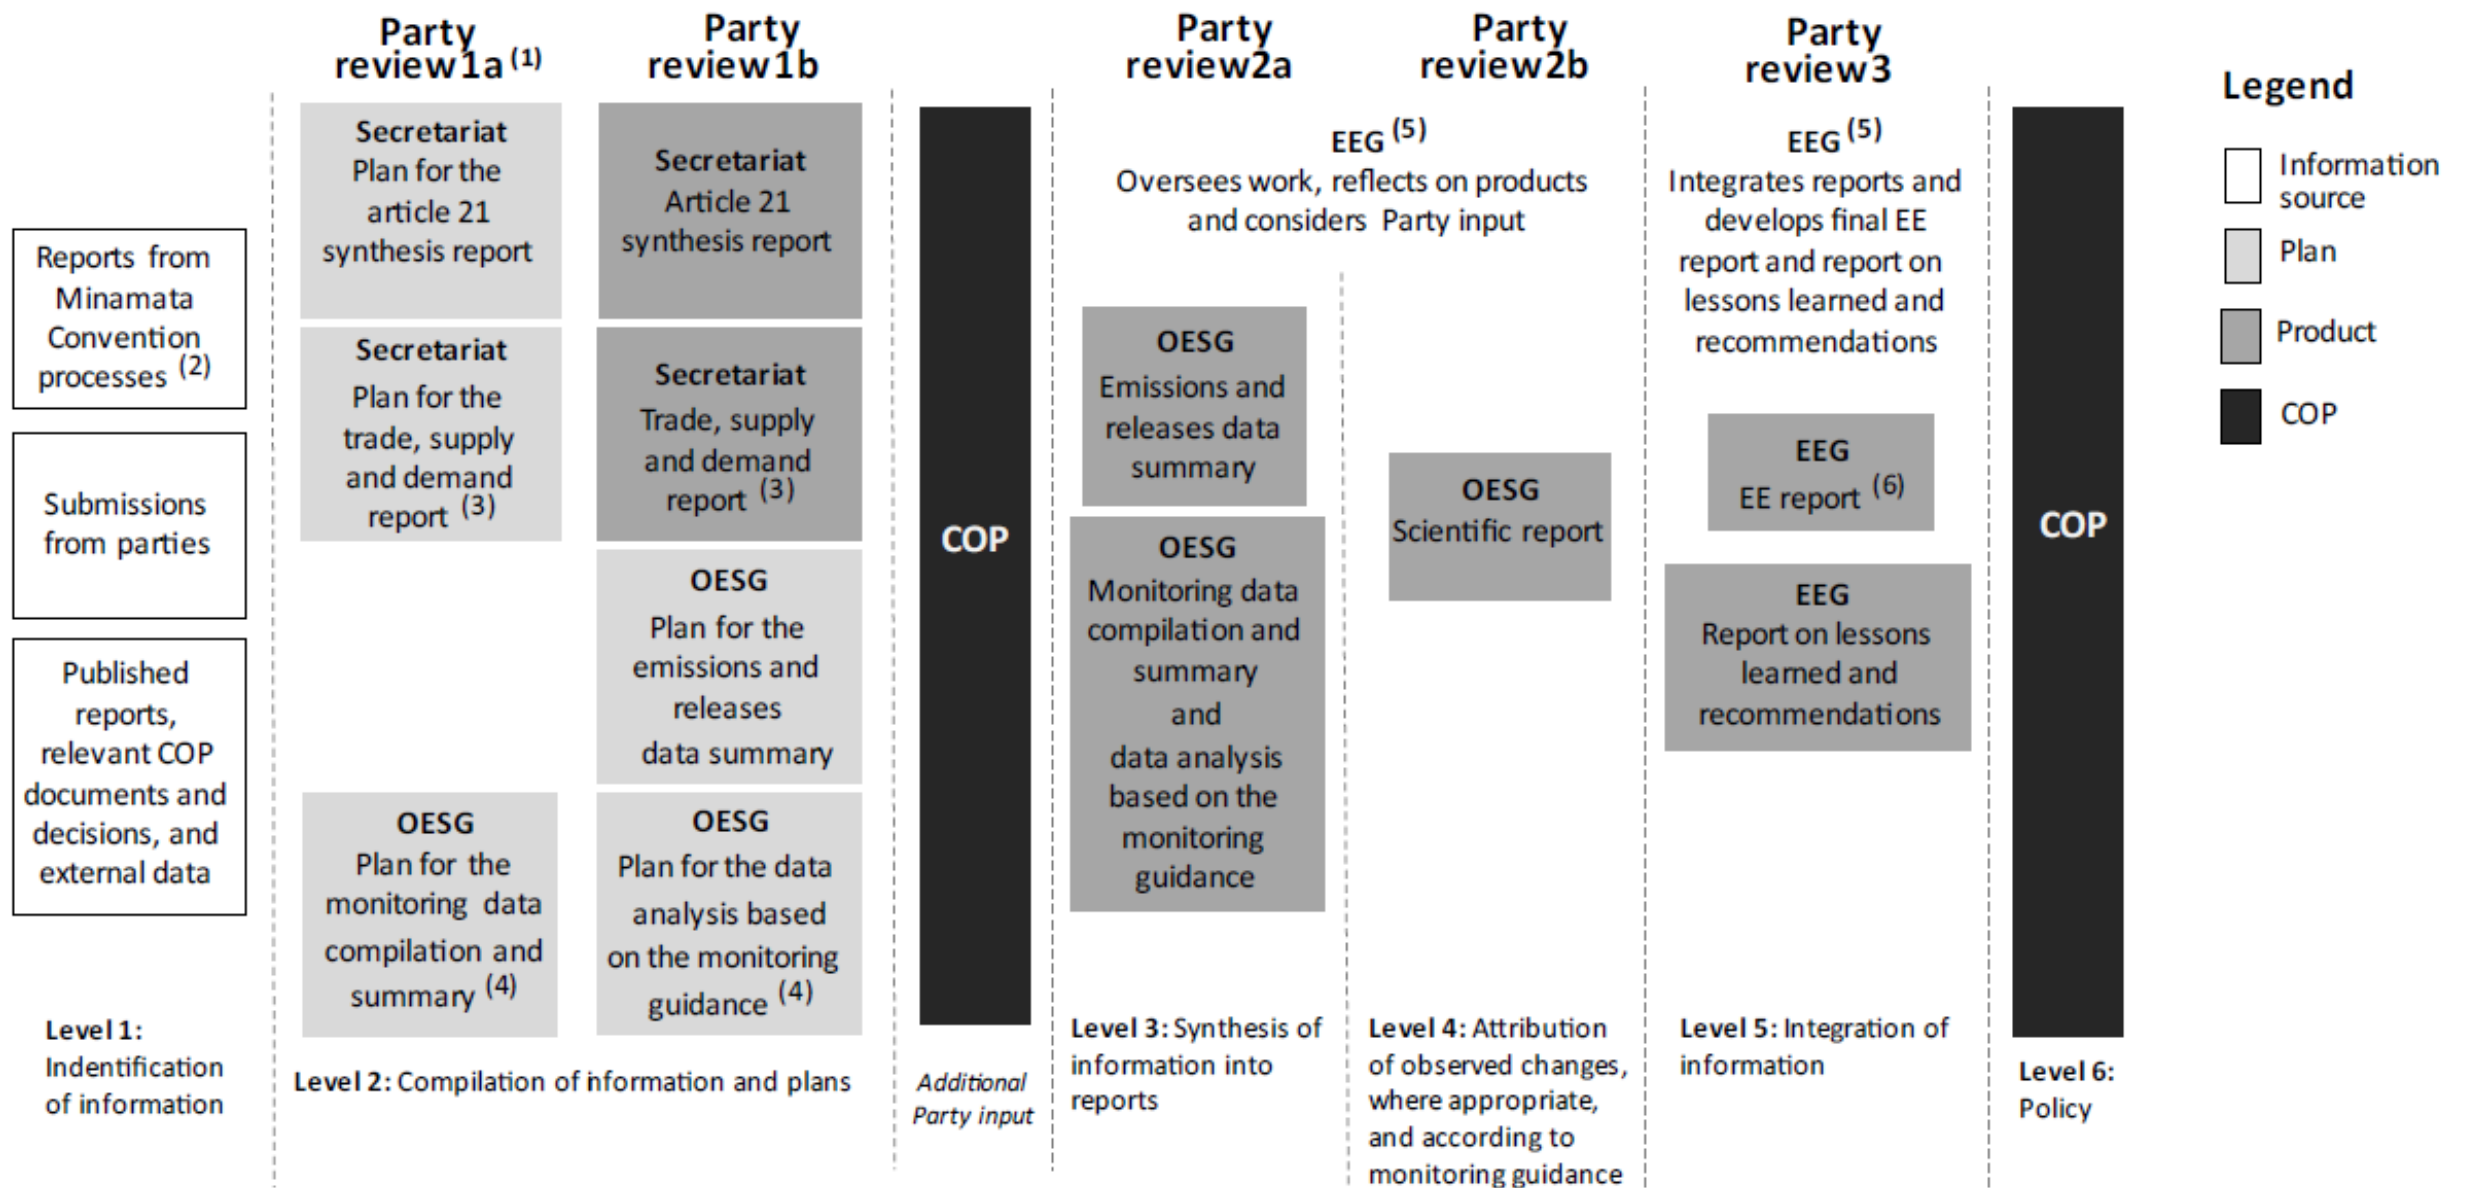 Party
review1a (1)
Party
review1b
Party
review2a
Party
review2b
Party
review3
Reports from
Minamata
Convention
processes (2)
Submissions
from parties
Published
reports,
relevant COP
documents and
decisions, and
external data
Level 1:
Indentification
of information
Secretariat
Plan for the
article 21
synthesis report
Secretariat
Plan for the
trade, supply
and demand
report (3)
OESG
Plan for the
monitoring data
compilation and
summary (4)
Secretariat
Article 21
synthesis report
Secretariat
Trade, supply
and demand
report (3)
OESG
Plan for the
emissions and
releases
data summary
OESG
Plan for the data
analysis based
on the monitoring
guidance (4)
Level 2: Compilation of information and plans
COP
Additional
Party input
EEG (5)
Oversees work, reflects on products
and considers Party input
OESG
Emissions and
releases data
summary
OESG
Monitoring data
compilation and
summary
and
data analysis
based on the
monitoring
guidance
Level 3: Synthesis of
information into
reports
OESG
Scientific report
Level 4: Attribution
of observed changes,
where appropriate,
and according to
monitoring guidance
EEG (5)
Integrates reports and
develops final EE
report and report on
lessons learned and
recommendations
EEG
EE report (6)
EEG
Report on lessons
learned and
recommendations
Level 5: Integration of
information
COP
Level 6:
Policy
Legend
Information
source
Plan
Product
COP